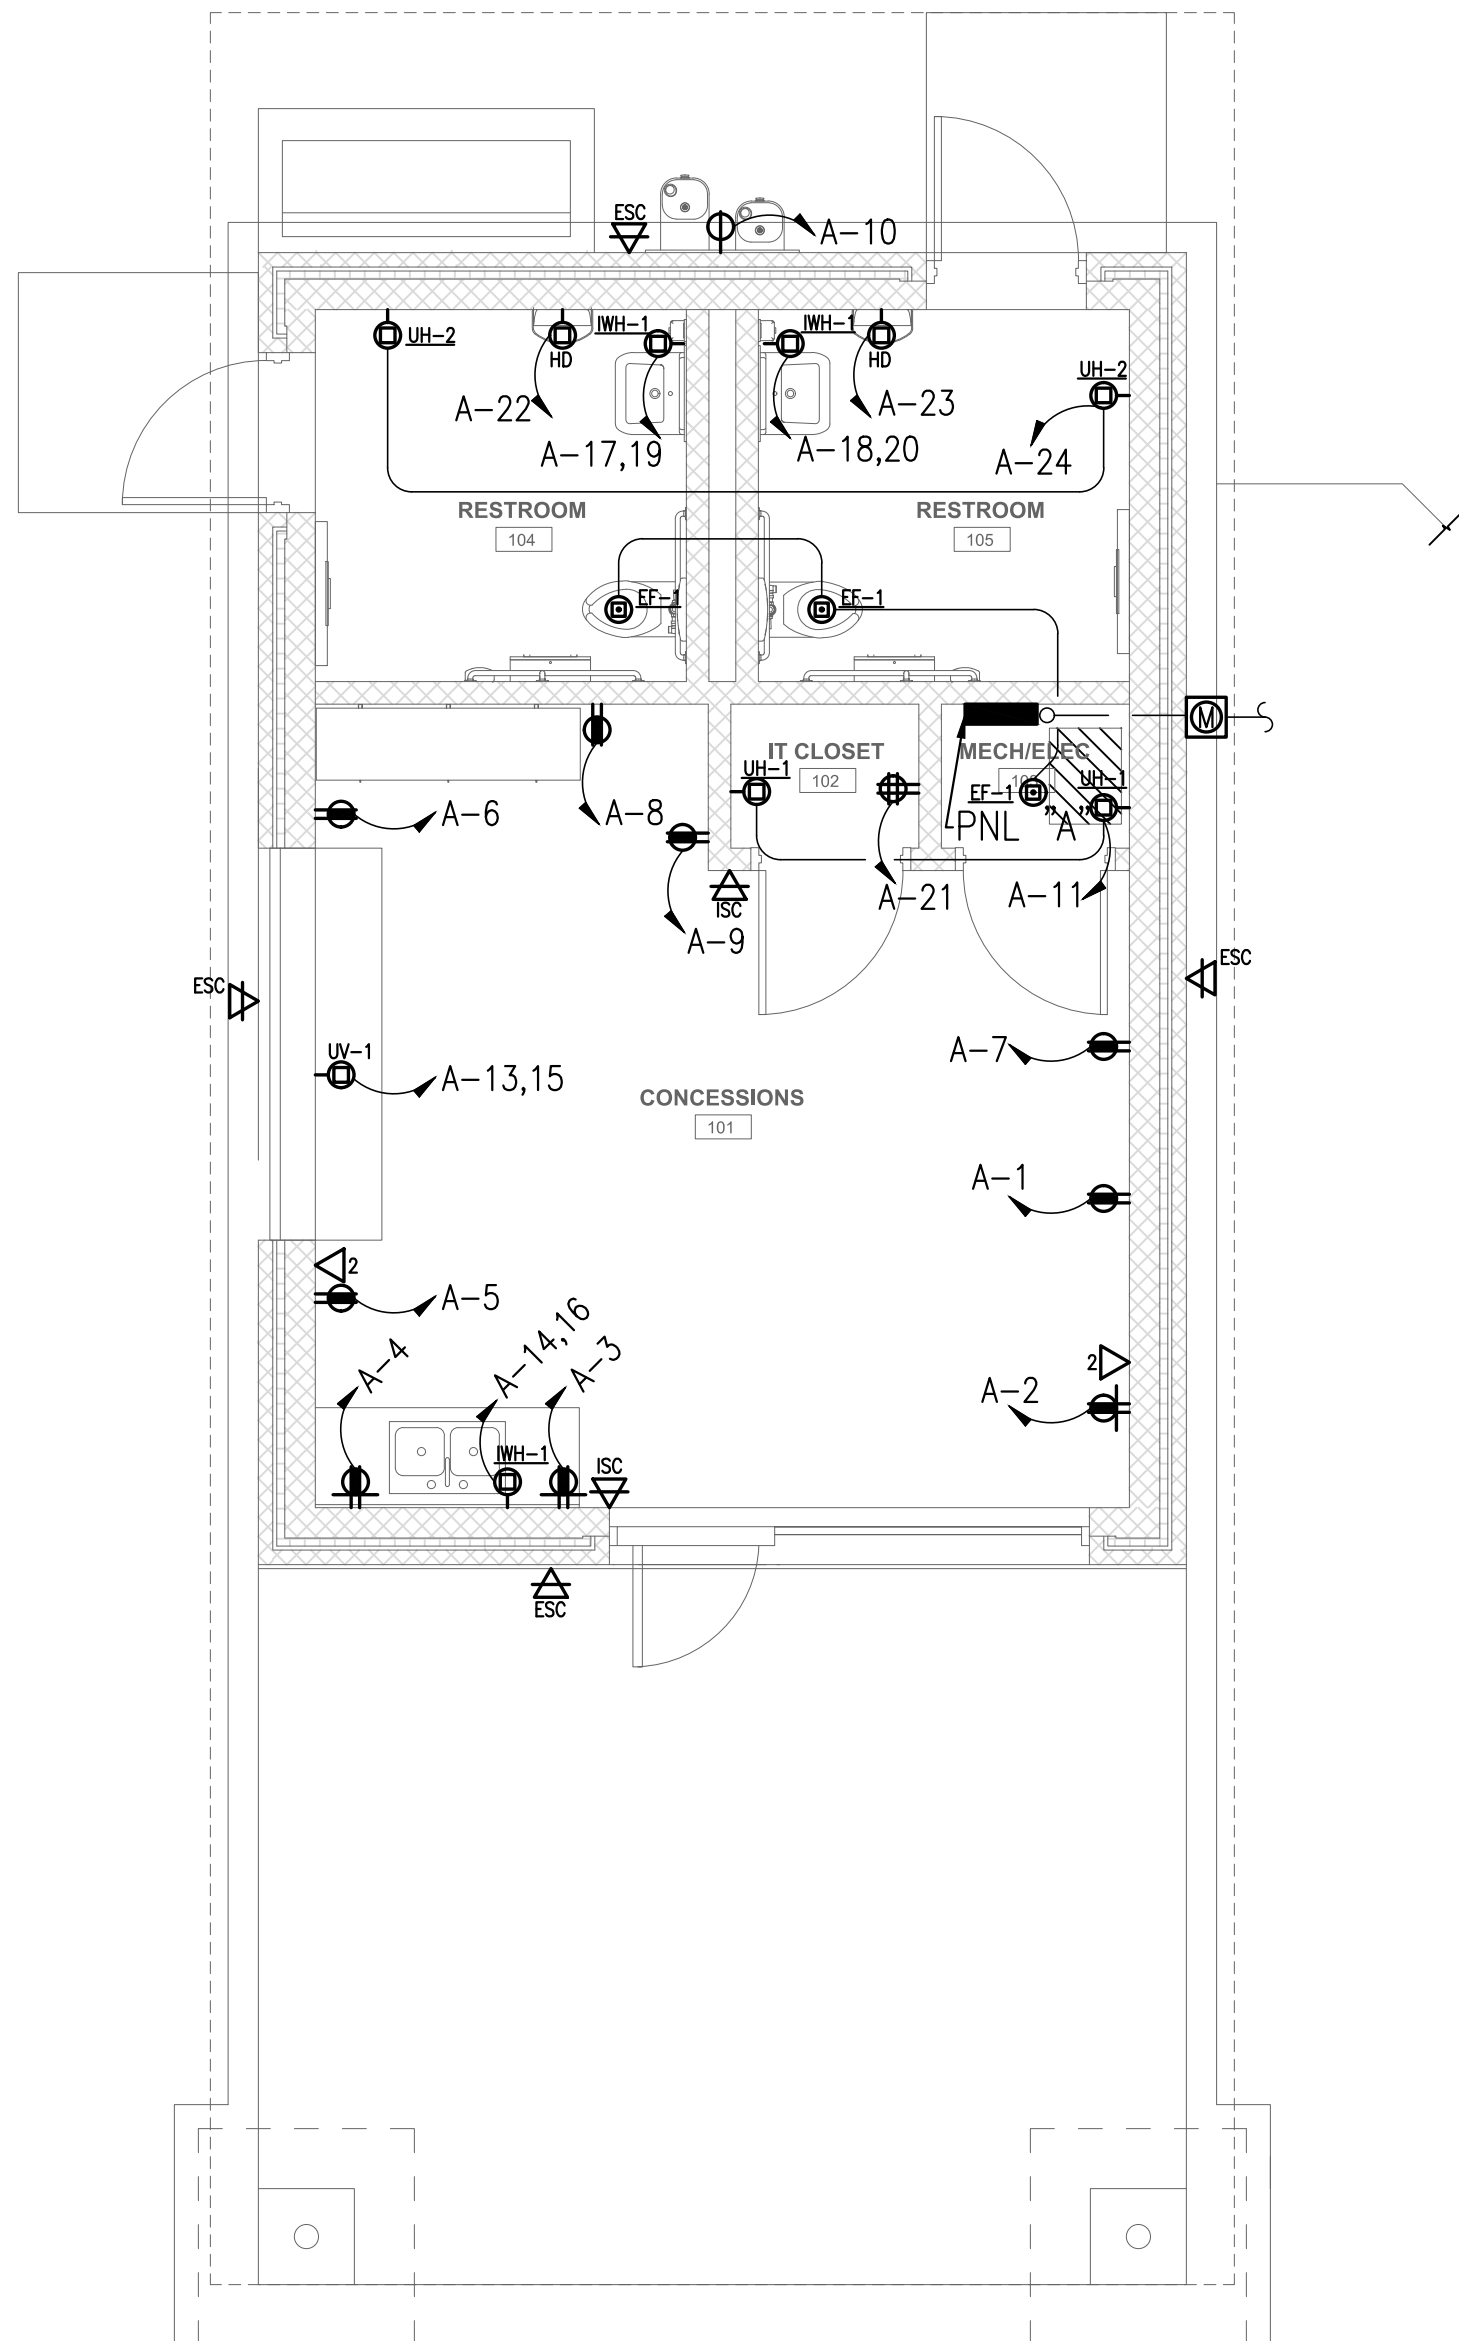 ESC
A-10
UH-2
HD
IWH-1
IWH-1
HD
UH-2
A-22
A-17,19
A-18,20
A-23
A-24
RESTROOM
104
RESTROOM
105
EF-1
EF-1
M
IT CLOSET
102
MECH/ELEC
UH-1
EF-1
UH-1
A-6
A-8
PNL "A"
A-21
A-11
ISC
A-9
ESC
ESC
UV-1
A-13,15
A-7
CONCESSIONS
101
A-1
2
A-5
A-4
A-14,16
A-3
2
A-2
IWH-1
ISC
ESC